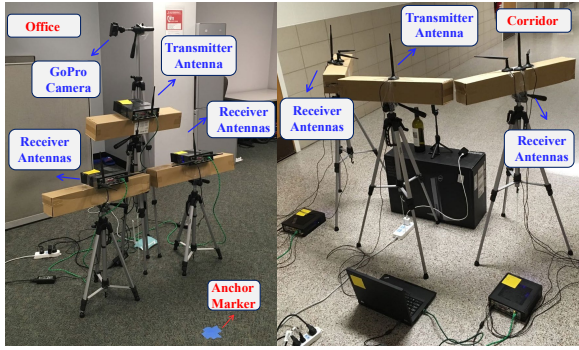 Office
GoPro
Camera
Transmitter
Antenna
Receiver
Antennas
Receiver
Antennas
Anchor
Marker
Transmitter
Antenna
Corridor
Receiver
Antennas
Receiver
Antennas